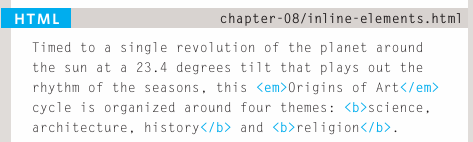 HTML
chapter-08/inline-elements.html
Timed to a single revolution of the planet around
the sun at a 23.4 degrees tilt that plays out the
rhythm of the seasons, this <em>Origins of Art</em>
cycle is organized around four themes: <b>science,
architecture, history</b> and <b>religion</b>.